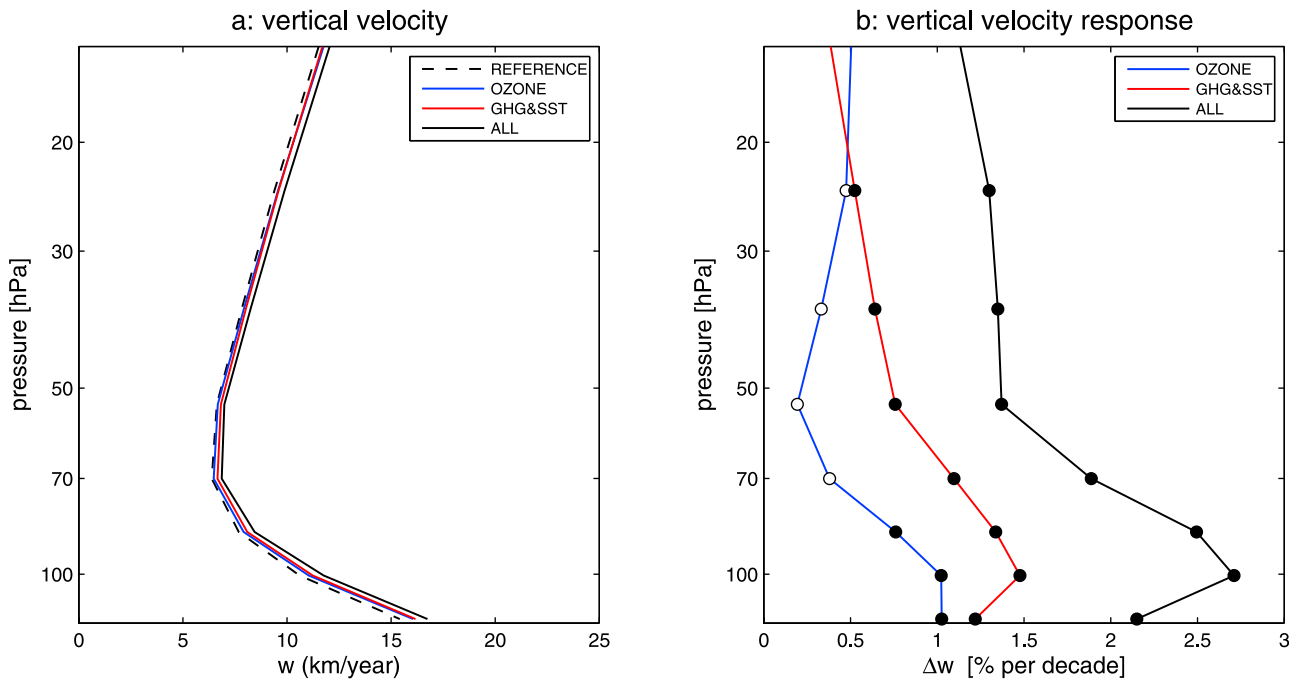 a: vertical velocity
REFERENCE
OZONE
GHG&SST
ALL
20
30
50
70
100
pressure [hPa]
0 5 10 15 20 25
w (km/year)
b: vertical velocity response
OZONE
GHG&SST
ALL
20
30
50
70
100
pressure [hPa]
0 0.5 1 1.5 2 2.5 3
Δw [% per decade]